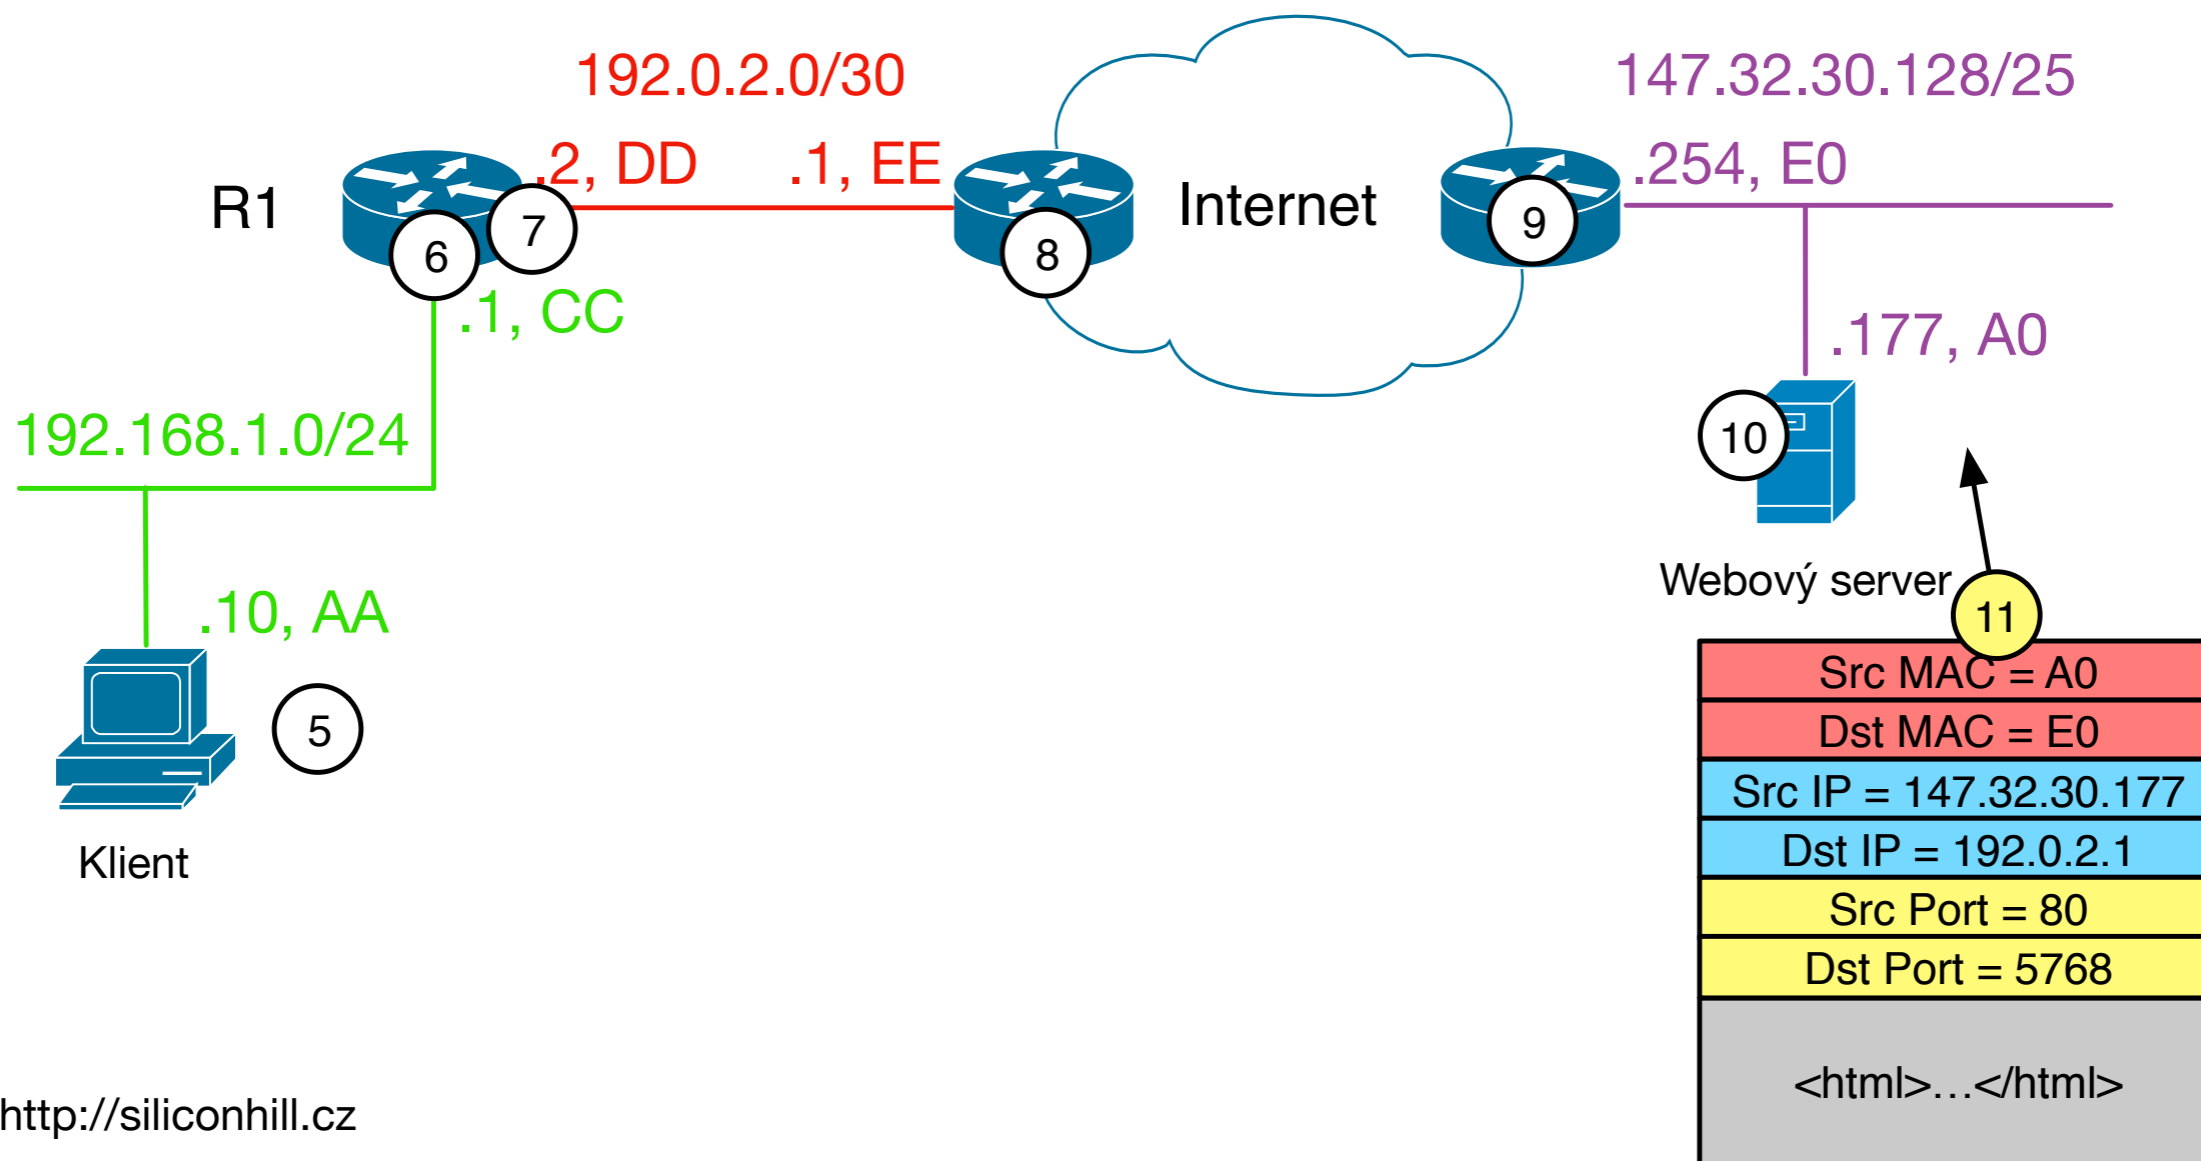 192.0.2.0/30
147.32.30.128/25
.2, DD
.1, EE
.254, E0
R1
Internet
6
7
8
9
.1, CC
.177, A0
192.168.1.0/24
10
.10, AA
Webový server
11
5
Klient
Src MAC = A0
Dst MAC = E0
Src IP = 147.32.30.177
Dst IP = 192.0.2.1
Src Port = 80
Dst Port = 5768
<html>…</html>
http://siliconhill.cz